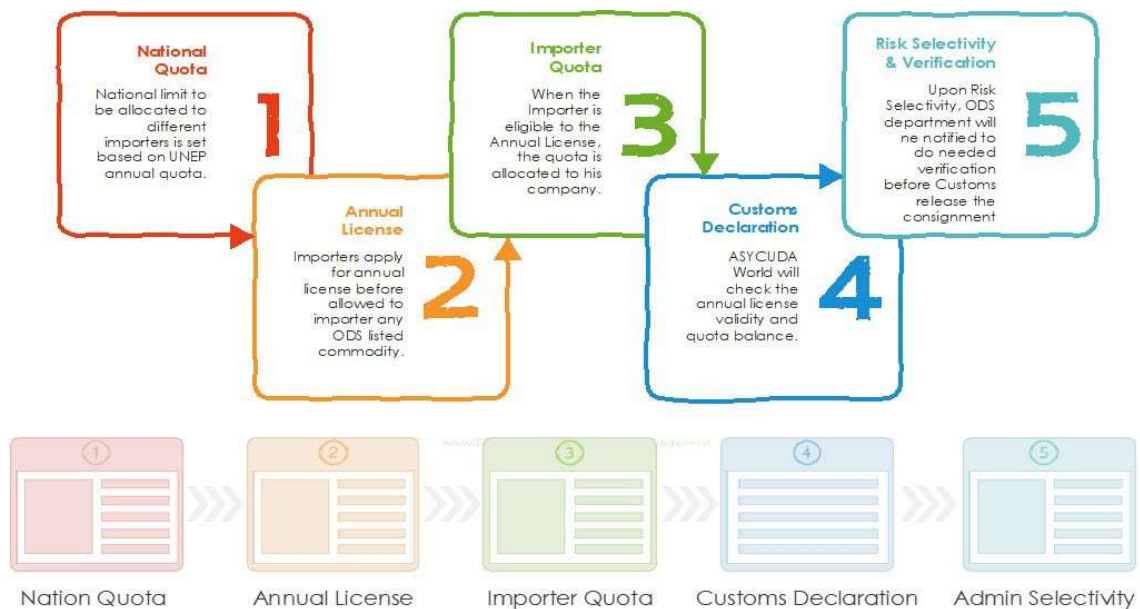 National
Quota
National limit to
be allocated to
different
importers is set
based on UNEP
annual quota.
1
Annual
License
Importers apply
for annual
license before
allowed to
importer any
ODS listed
commodity.
2
Importer
Quota
When the
Importer is
eligible to the
Annual License,
the quota is
allocated to his
company.
3
Customs
Declaration
ASYCUDA
World will
check the
annual license
validity and
quota balance.
4
Risk Selectivity
& Verification
Upon Risk
Selectivity, ODS
department will
ne notified to
do needed
verification
before Customs
release the
consignment
5
1
2
3
4
5
Nation Quota
Annual License
Importer Quota
Customs Declaration
Admin Selectivity